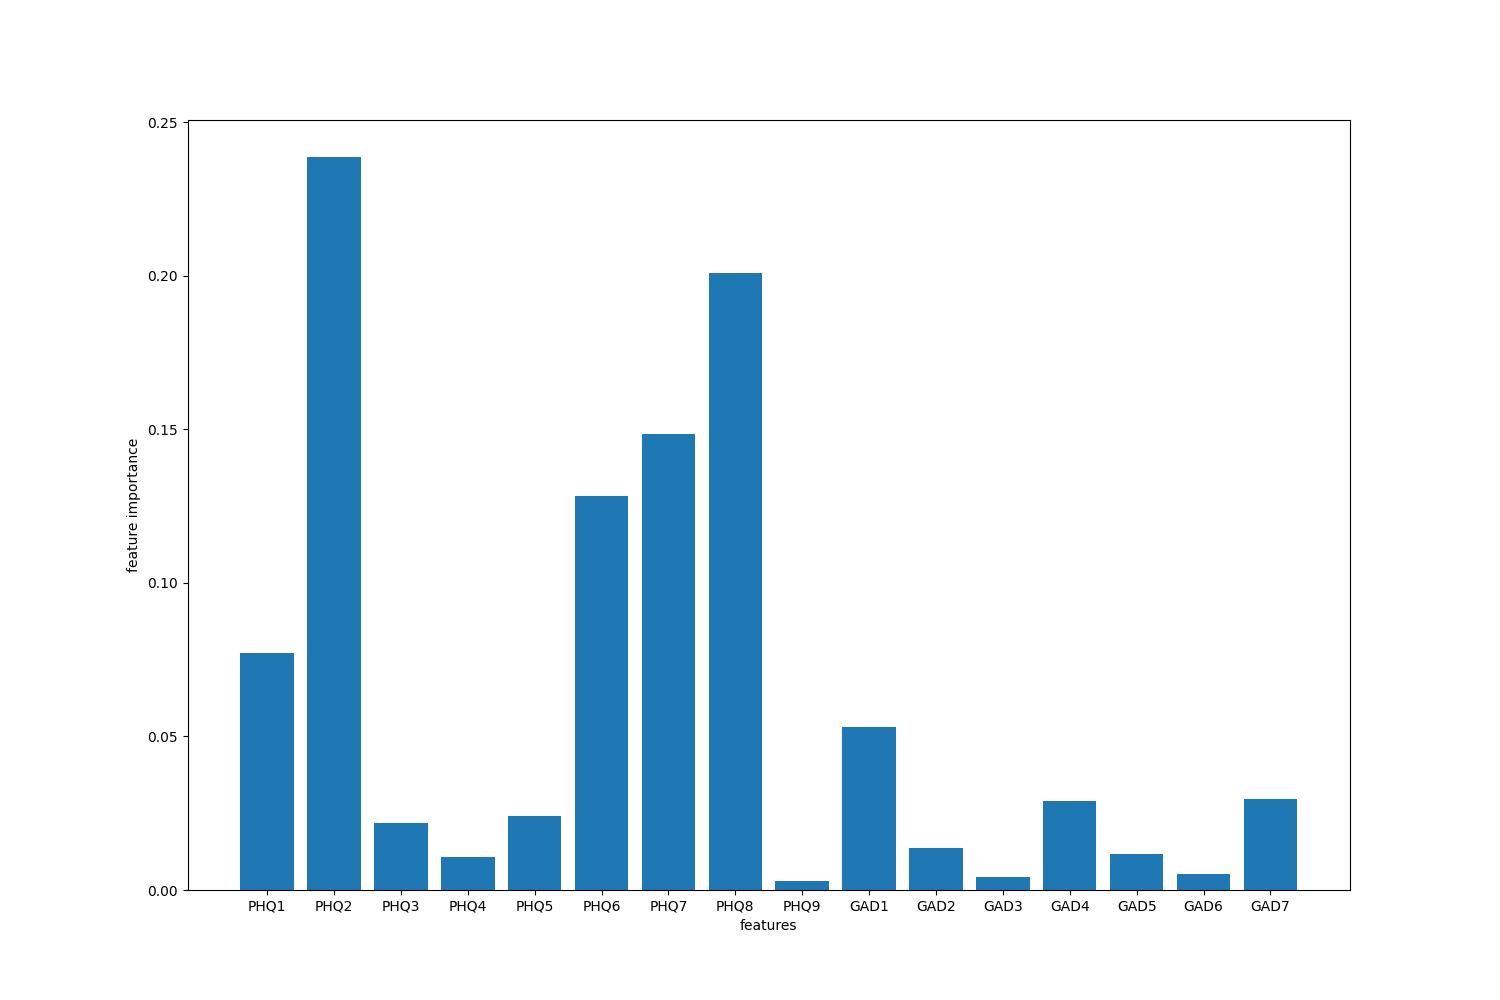 feature importance
0.25
0.20
0.15
0.10
0.05
0.00
PHQ1 PHQ2 PHQ3 PHQ4 PHQ5 PHQ6 PHQ7 PHQ8 PHQ9 GAD1 GAD2 GAD3 GAD4 GAD5 GAD6 GAD7
features